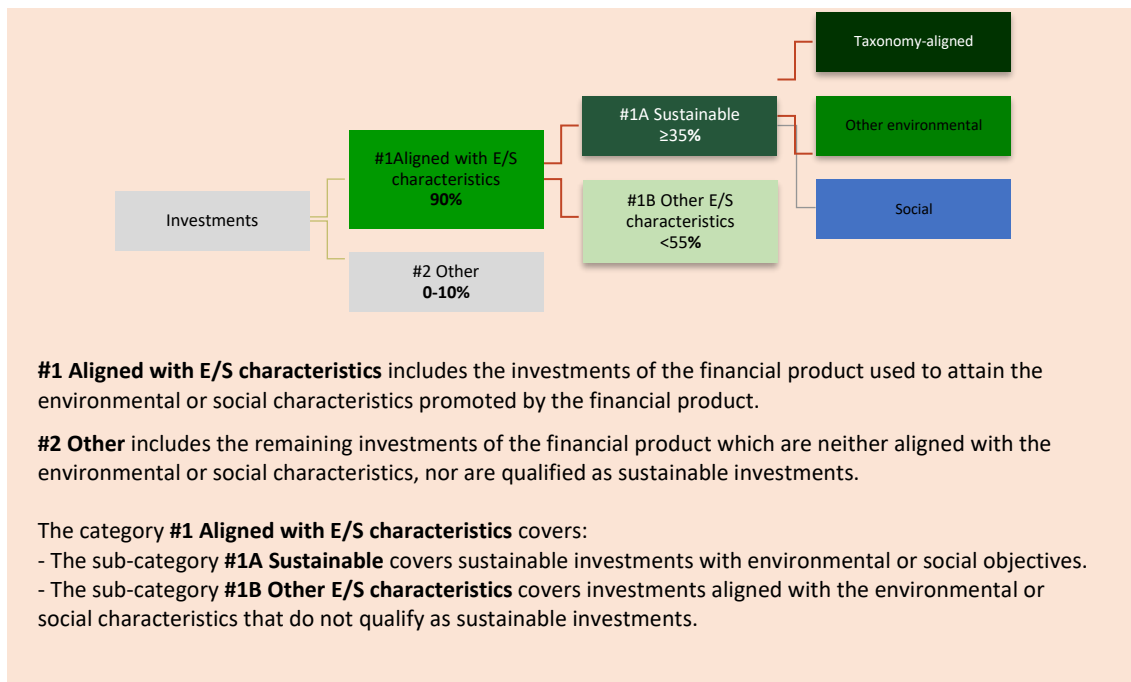 Taxonomy-aligned
#1A Sustainable
≥35%
Other environmental
#1Aligned with E/S
characteristics
90%
Investments
#1B Other E/S
characteristics
<55%
Social
#2 Other
0-10%
#1 Aligned with E/S characteristics includes the investments of the financial product used to attain the
environmental or social characteristics promoted by the financial product.
#2 Other includes the remaining investments of the financial product which are neither aligned with the
environmental or social characteristics, nor are qualified as sustainable investments.
The category #1 Aligned with E/S characteristics covers:
- The sub-category #1A Sustainable covers sustainable investments with environmental or social objectives.
- The sub-category #1B Other E/S characteristics covers investments aligned with the environmental or
social characteristics that do not qualify as sustainable investments.